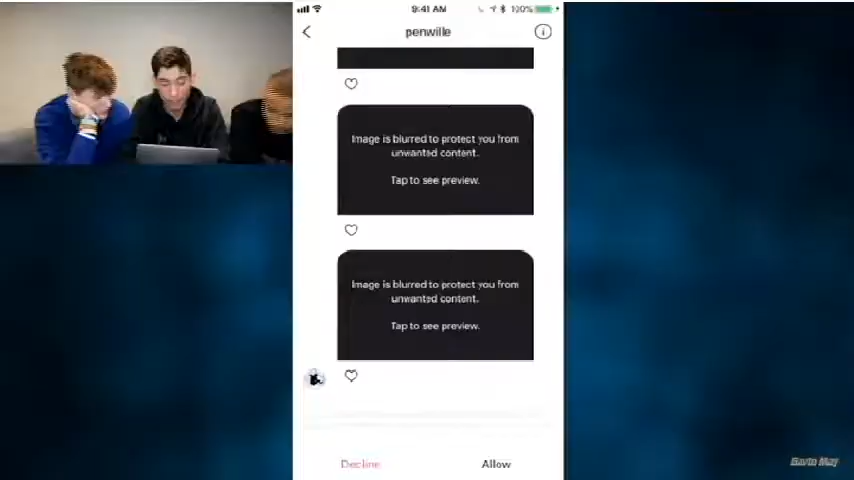 9:41 AM
100%
penwille
Image is blurred to protect you from
unwanted content.
Tap to see preview.
Image is blurred to protect you from
unwanted content.
Tap to see preview.
Decline
Allow